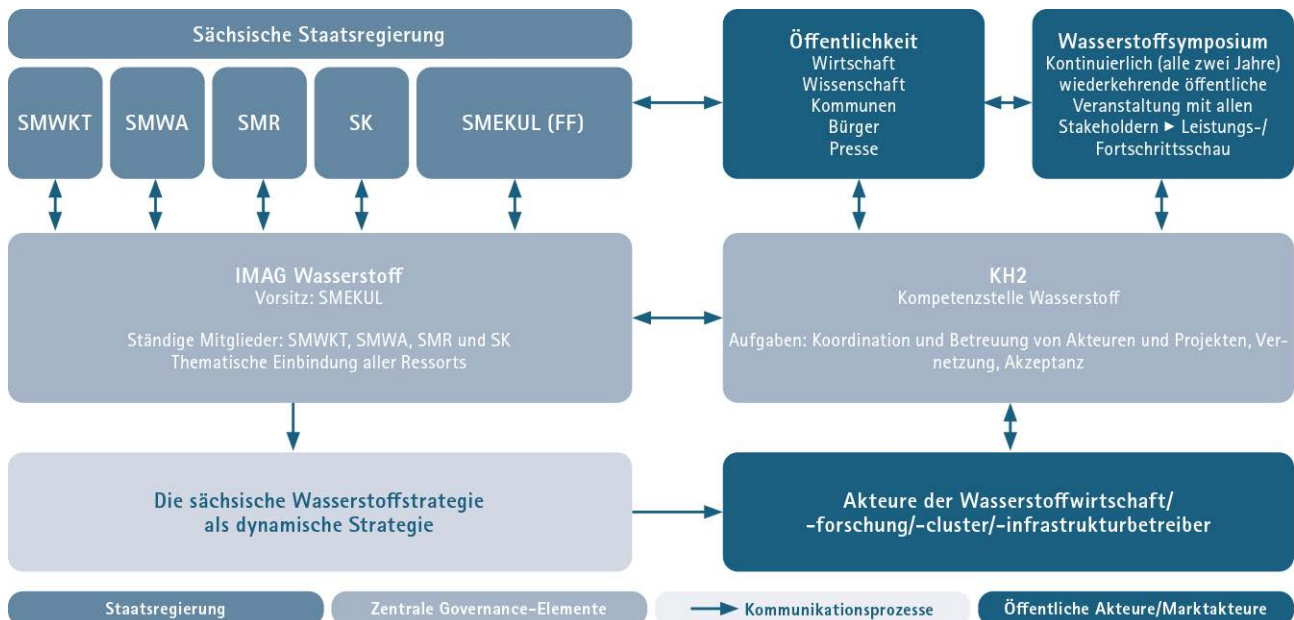 Sächsische Staatsregierung
SMWKT
SMWA
SMR
SK
SMEKUL (FF)
Öffentlichkeit
Wirtschaft
Wissenschaft
Kommunen
Bürger
Presse
Wasserstoffsymposium
Kontinuierlich (alle zwei Jahre)
wiederkehrende öffentliche
Veranstaltung mit allen
Stakeholdern ► Leistungs-/
Fortschrittsschau
IMAG Wasserstoff
Vorsitz: SMEKUL
Ständige Mitglieder: SMWKT, SMWA, SMR und SK
Thematische Einbindung aller Ressorts
KH2
Kompetenzstelle Wasserstoff
Aufgaben: Koordination und Betreuung von Akteuren und Projekten, Ver-
netzung, Akzeptanz
Die sächsische Wasserstoffstrategie
als dynamische Strategie
Akteure der Wasserstoffwirtschaft/
-forschung/-cluster/-infrastrukturbetreiber
Staatsregierung
Zentrale Governance-Elemente
Kommunikationsprozesse
Öffentliche Akteure/Marktakteure